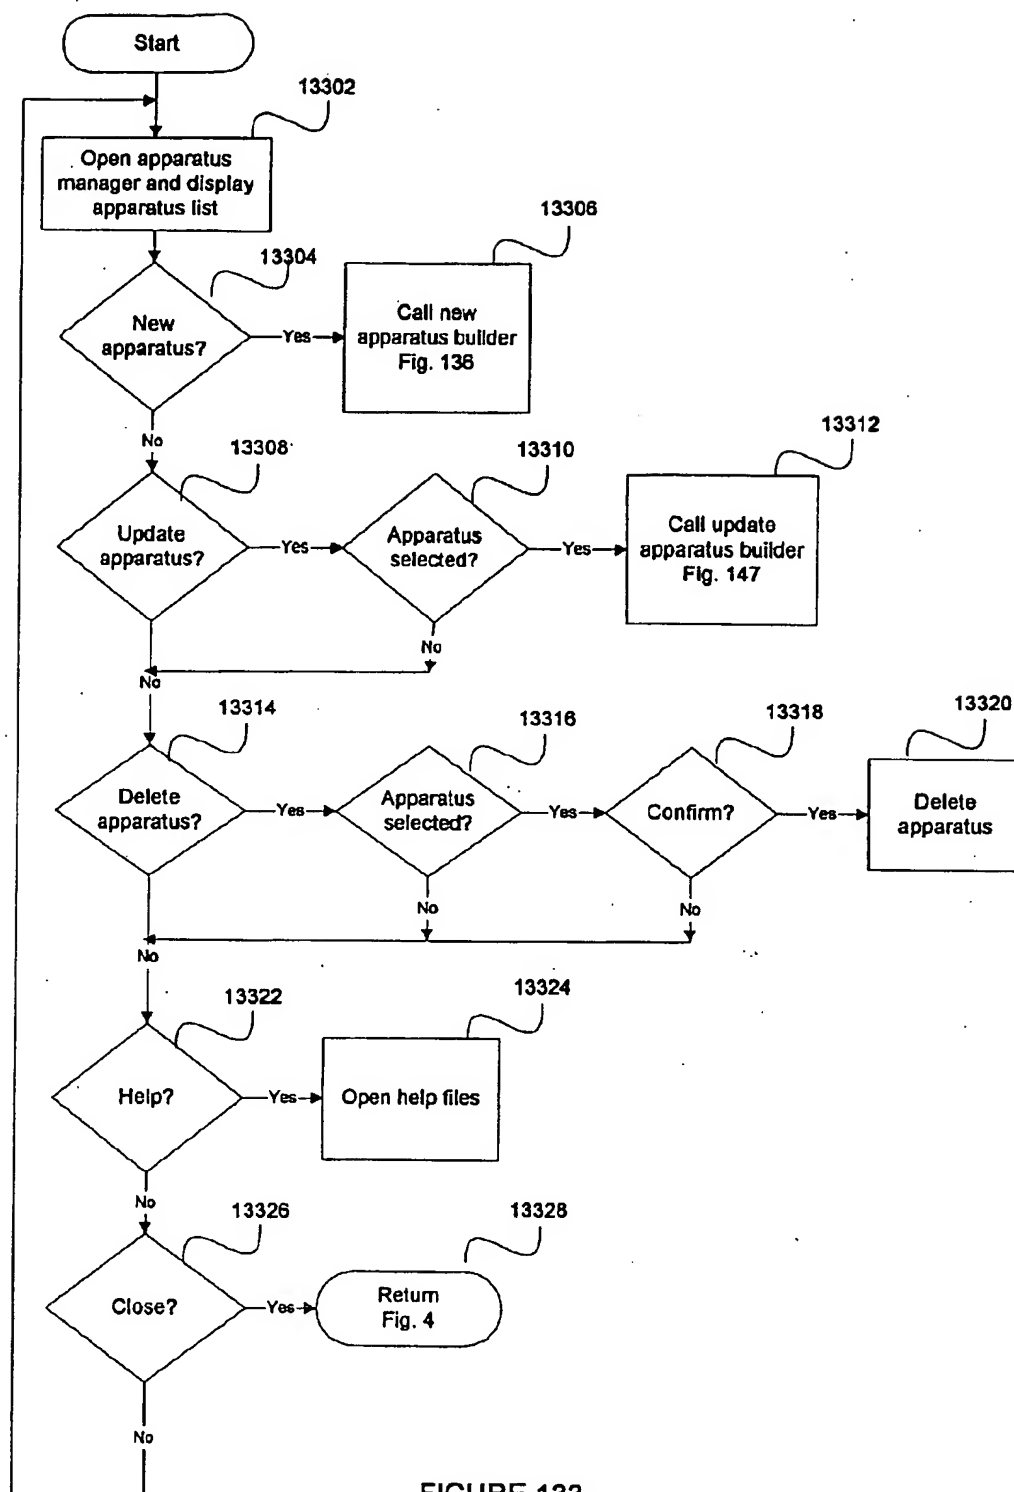 Start
13302
Open apparatus
manager and display
apparatus list
13304
13306
New
apparatus?
Yes
Call new
apparatus builder
Fig. 136
No
13308
13310
13312
Update
apparatus?
Yes
Apparatus
selected?
Yes
Call update
apparatus builder
Fig. 147
No
No
13314
13316
13318
13320
Delete
apparatus?
Yes
Apparatus
selected?
Yes
Confirm?
Yes
Delete
apparatus
No
No
No
13322
13324
Help?
Yes
Open help files
No
13326
13328
Close?
Yes
Return
Fig. 4
No
FIGURE 133